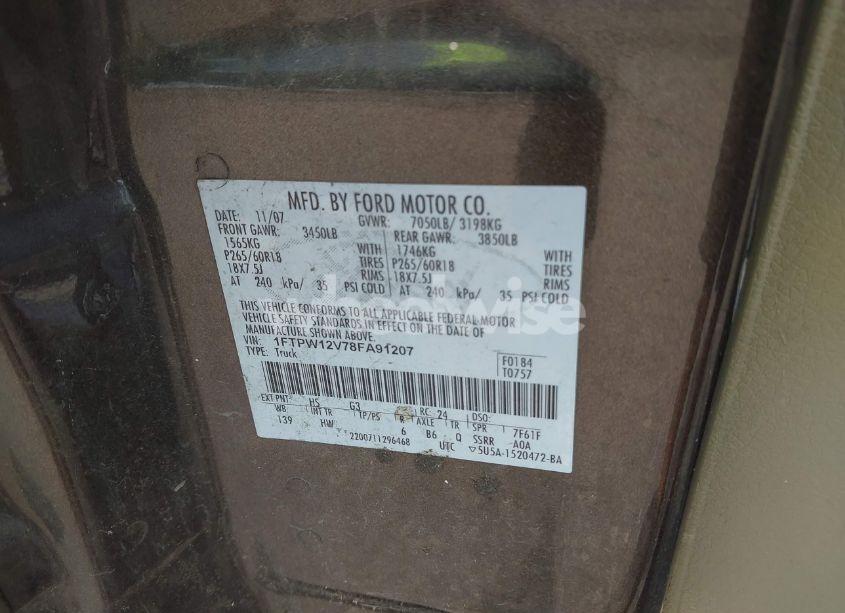 MFD. BY FORD MOTOR CO.
DATE: 11/07 GVWR: 7050LB/ 3198KG
FRONT GAWR: 3450LB REAR GAWR: 3850LB
1565KG WITH 1746KG WITH
P265/60R18 TIRES P265/60R18 TIRES
18X7.5J RIMS 18X7.5J RIMS
AT 240 kPa/ 35 PSI COLD AT 240 kPa/ 35 PSI COLD
THIS VEHICLE CONFORMS TO ALL APPLICABLE FEDERAL MOTOR
VEHICLE SAFETY STANDARDS IN EFFECT ON THE DATE OF
MANUFACTURE SHOWN ABOVE.
VIN: 1FTPW12V78FA91207
TYPE: Truck
F0184
T0757
EXT PNT: HS G3 RC: 24 DSO:
WB INT TR TP/PS R AXLE TR SPR 7F61F
139 HW 6 B6 Q SSRR A0A
2200711296468 UTC ▽5U5A-1520472-BA